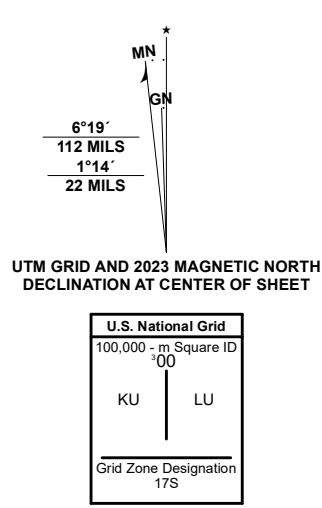 MN
GN
6°19´
112 MILS
1°14´
22 MILS
UTM GRID AND 2023 MAGNETIC NORTH
DECLINATION AT CENTER OF SHEET
U.S. National Grid
100,000 - m Square ID
³00
KU LU
Grid Zone Designation
17S